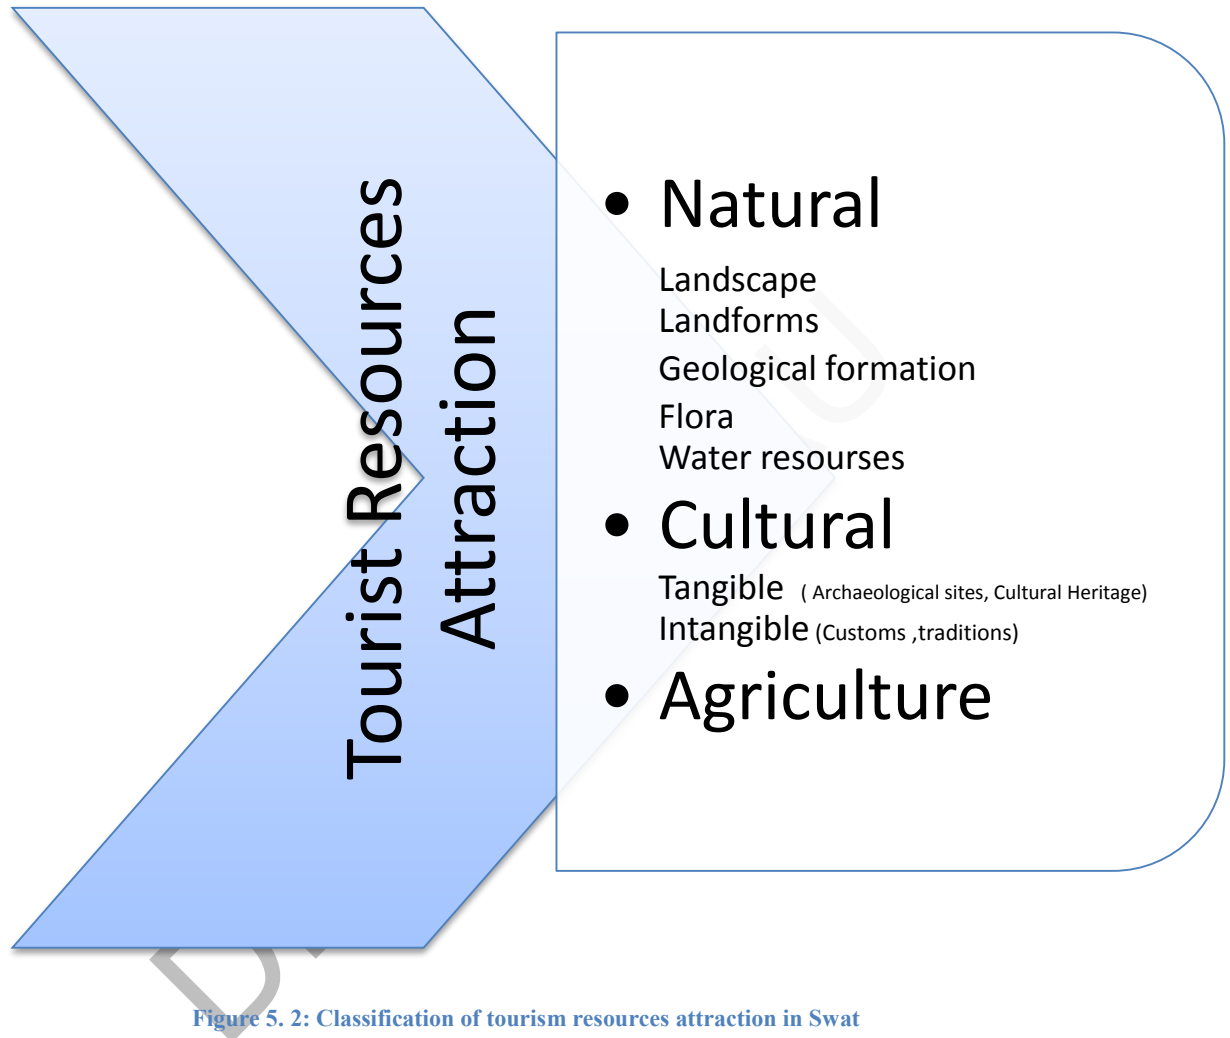 Tourist Resources
Attraction
• Natural
Landscape
Landforms
Geological formation
Flora
Water resourses
• Cultural
Tangible ( Archaeological sites, Cultural Heritage)
Intangible (Customs ,traditions)
• Agriculture
Figure 5. 2: Classification of tourism resources attraction in Swat